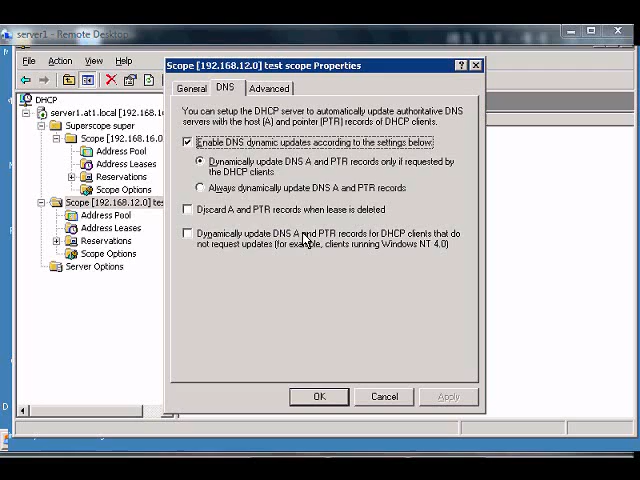 server1 - Remote Desktop
File Action View Help
Scope [192.168.12.0] test scope Properties
General DNS Advanced
You can setup the DHCP server to automatically update authoritative DNS
servers with the host (A) and pointer (PTR) records of DHCP clients.
Enable DNS dynamic updates according to the settings below:
Dynamically update DNS A and PTR records only if requested by
the DHCP clients
Always dynamically update DNS A and PTR records
Discard A and PTR records when lease is deleted
Dynamically update DNS A and PTR records for DHCP clients that do
not request updates (for example, clients running Windows NT 4.0)
OK Cancel Apply
DHCP
server1.at1.local [192.168.1
Superscope super
Scope [192.168.16.0
Address Pool
Address Leases
Reservations
Scope Options
Scope [192.168.12.0] tes
Address Pool
Address Leases
Reservations
Scope Options
Server Options